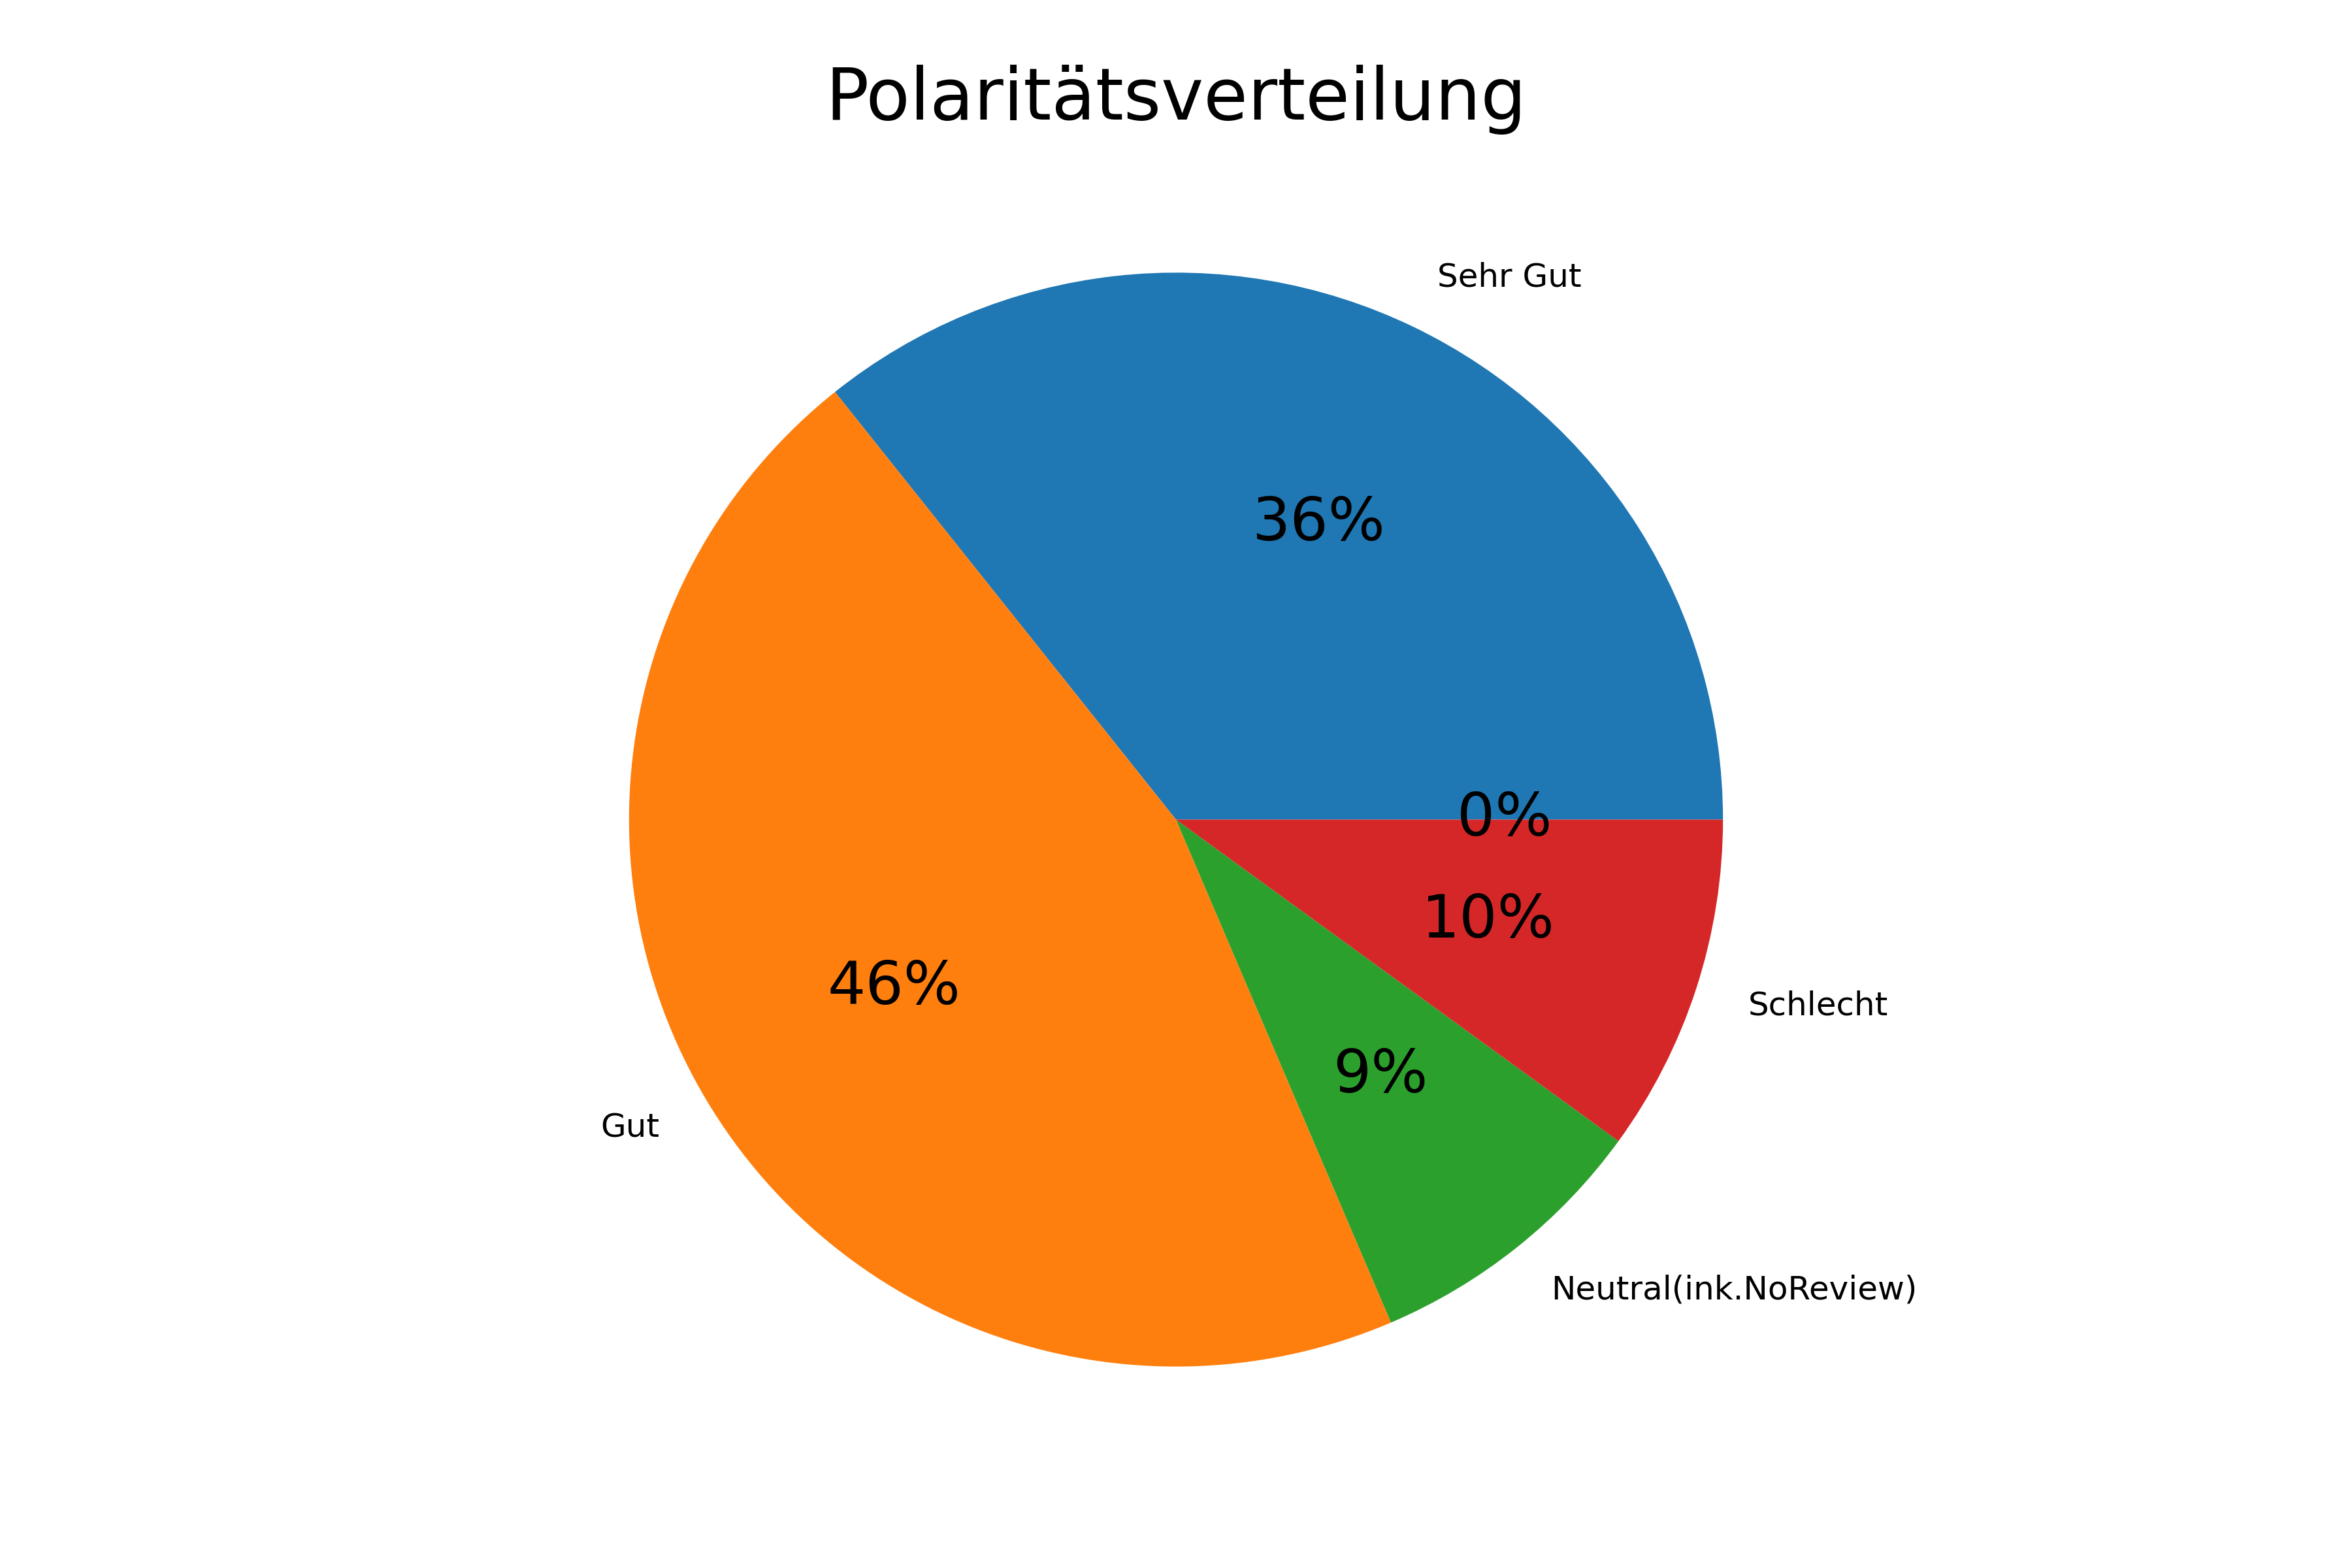 Polaritätsverteilung
Sehr Gut
36%
0%
10%
46%
Schlecht
9%
Gut
Neutral(ink.NoReview)